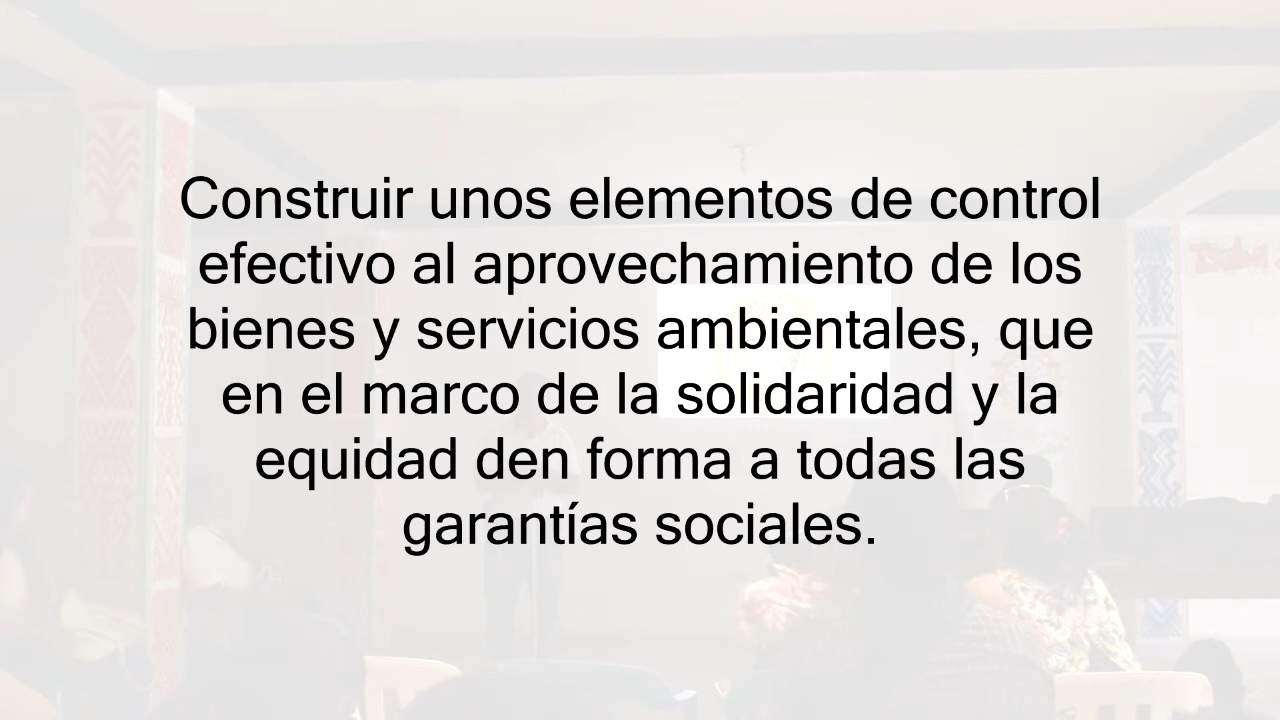 Construir unos elementos de control
efectivo al aprovechamiento de los
bienes y servicios ambientales, que
en el marco de la solidaridad y la
equidad den forma a todas las
garantías sociales.